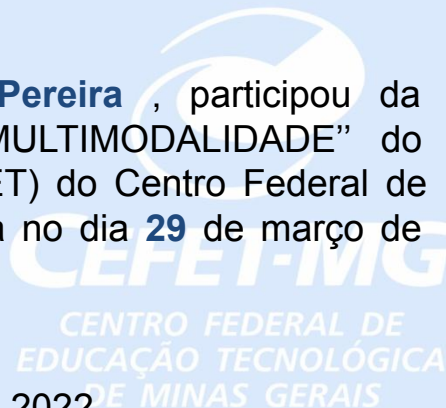 Pereira , participou da
MULTIMODALIDADE” do
ET) do Centro Federal de
a no dia 29 de março de
CEFET-MG
CENTRO FEDERAL DE
EDUCAÇÃO TECNOLÓGICA
DE MINAS GERAIS
2022